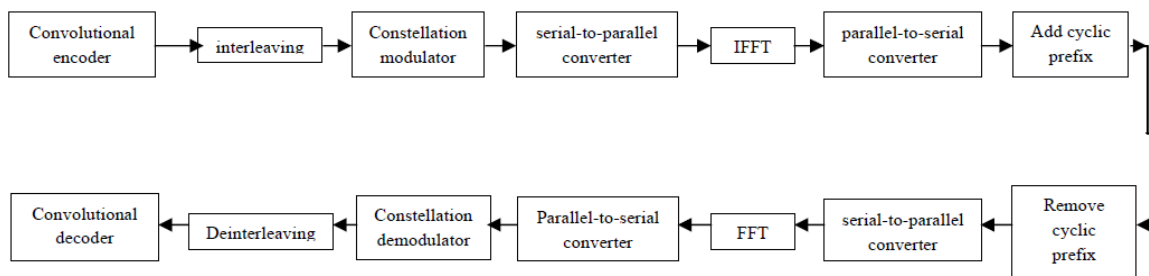 Convolutional
encoder
interleaving
Constellation
modulator
serial-to-parallel
converter
IFFT
parallel-to-serial
converter
Add cyclic
prefix
Convolutional
decoder
Deinterleaving
Constellation
demodulator
Parallel-to-serial
converter
FFT
serial-to-parallel
converter
Remove
cyclic
prefix